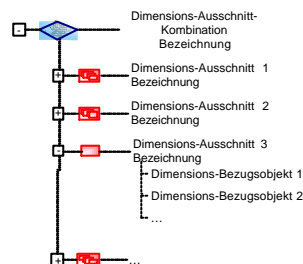 Dimensions-Ausschnitt-
Kombination
Bezeichnung
Dimensions-Ausschnitt 1
Bezeichnung
Dimensions-Ausschnitt 2
Bezeichnung
Dimensions-Ausschnitt 3
Bezeichnung
Dimensions-Bezugsobjekt 1
Dimensions-Bezugsobjekt 2
...
...